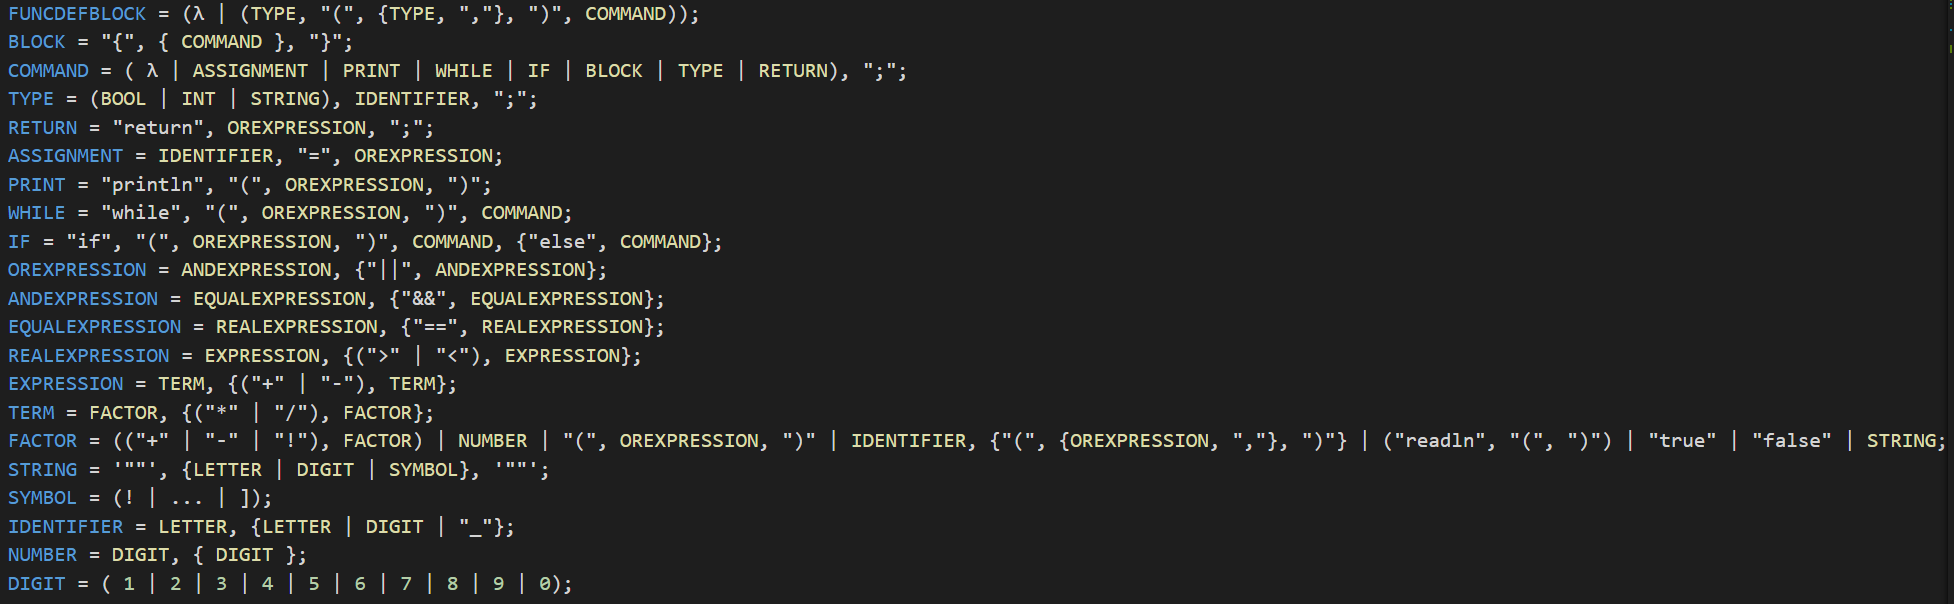 FUNCDEFBLOCK = (λ | (TYPE, "(", {TYPE, ","}, ")", COMMAND));
BLOCK = "{", { COMMAND }, "}";
COMMAND = ( λ | ASSIGNMENT | PRINT | WHILE | IF | BLOCK | TYPE | RETURN), ";";
TYPE = (BOOL | INT | STRING), IDENTIFIER, ";";
RETURN = "return", OREXPRESSION, ";";
ASSIGNMENT = IDENTIFIER, "=", OREXPRESSION;
PRINT = "println", "(", OREXPRESSION, ")";
WHILE = "while", "(", OREXPRESSION, ")", COMMAND;
IF = "if", "(", OREXPRESSION, ")", COMMAND, {"else", COMMAND};
OREXPRESSION = ANDEXPRESSION, {"||", ANDEXPRESSION};
ANDEXPRESSION = EQUALEXPRESSION, {"&&", EQUALEXPRESSION};
EQUALEXPRESSION = REALEXPRESSION, {"==", REALEXPRESSION};
REALEXPRESSION = EXPRESSION, {(">" | "<"), EXPRESSION};
EXPRESSION = TERM, {("+" | "-"), TERM};
TERM = FACTOR, {("*" | "/"), FACTOR};
FACTOR = (("+" | "-" | "!"), FACTOR) | NUMBER | "(", OREXPRESSION, ")" | IDENTIFIER, {"(", {OREXPRESSION, ","}, ")"} | ("readln", "(", ")") | "true" | "false" | STRING;
STRING = '""', {LETTER | DIGIT | SYMBOL}, '""';
SYMBOL = (! | ... | ]);
IDENTIFIER = LETTER, {LETTER | DIGIT | "_"};
NUMBER = DIGIT, { DIGIT };
DIGIT = ( 1 | 2 | 3 | 4 | 5 | 6 | 7 | 8 | 9 | 0);